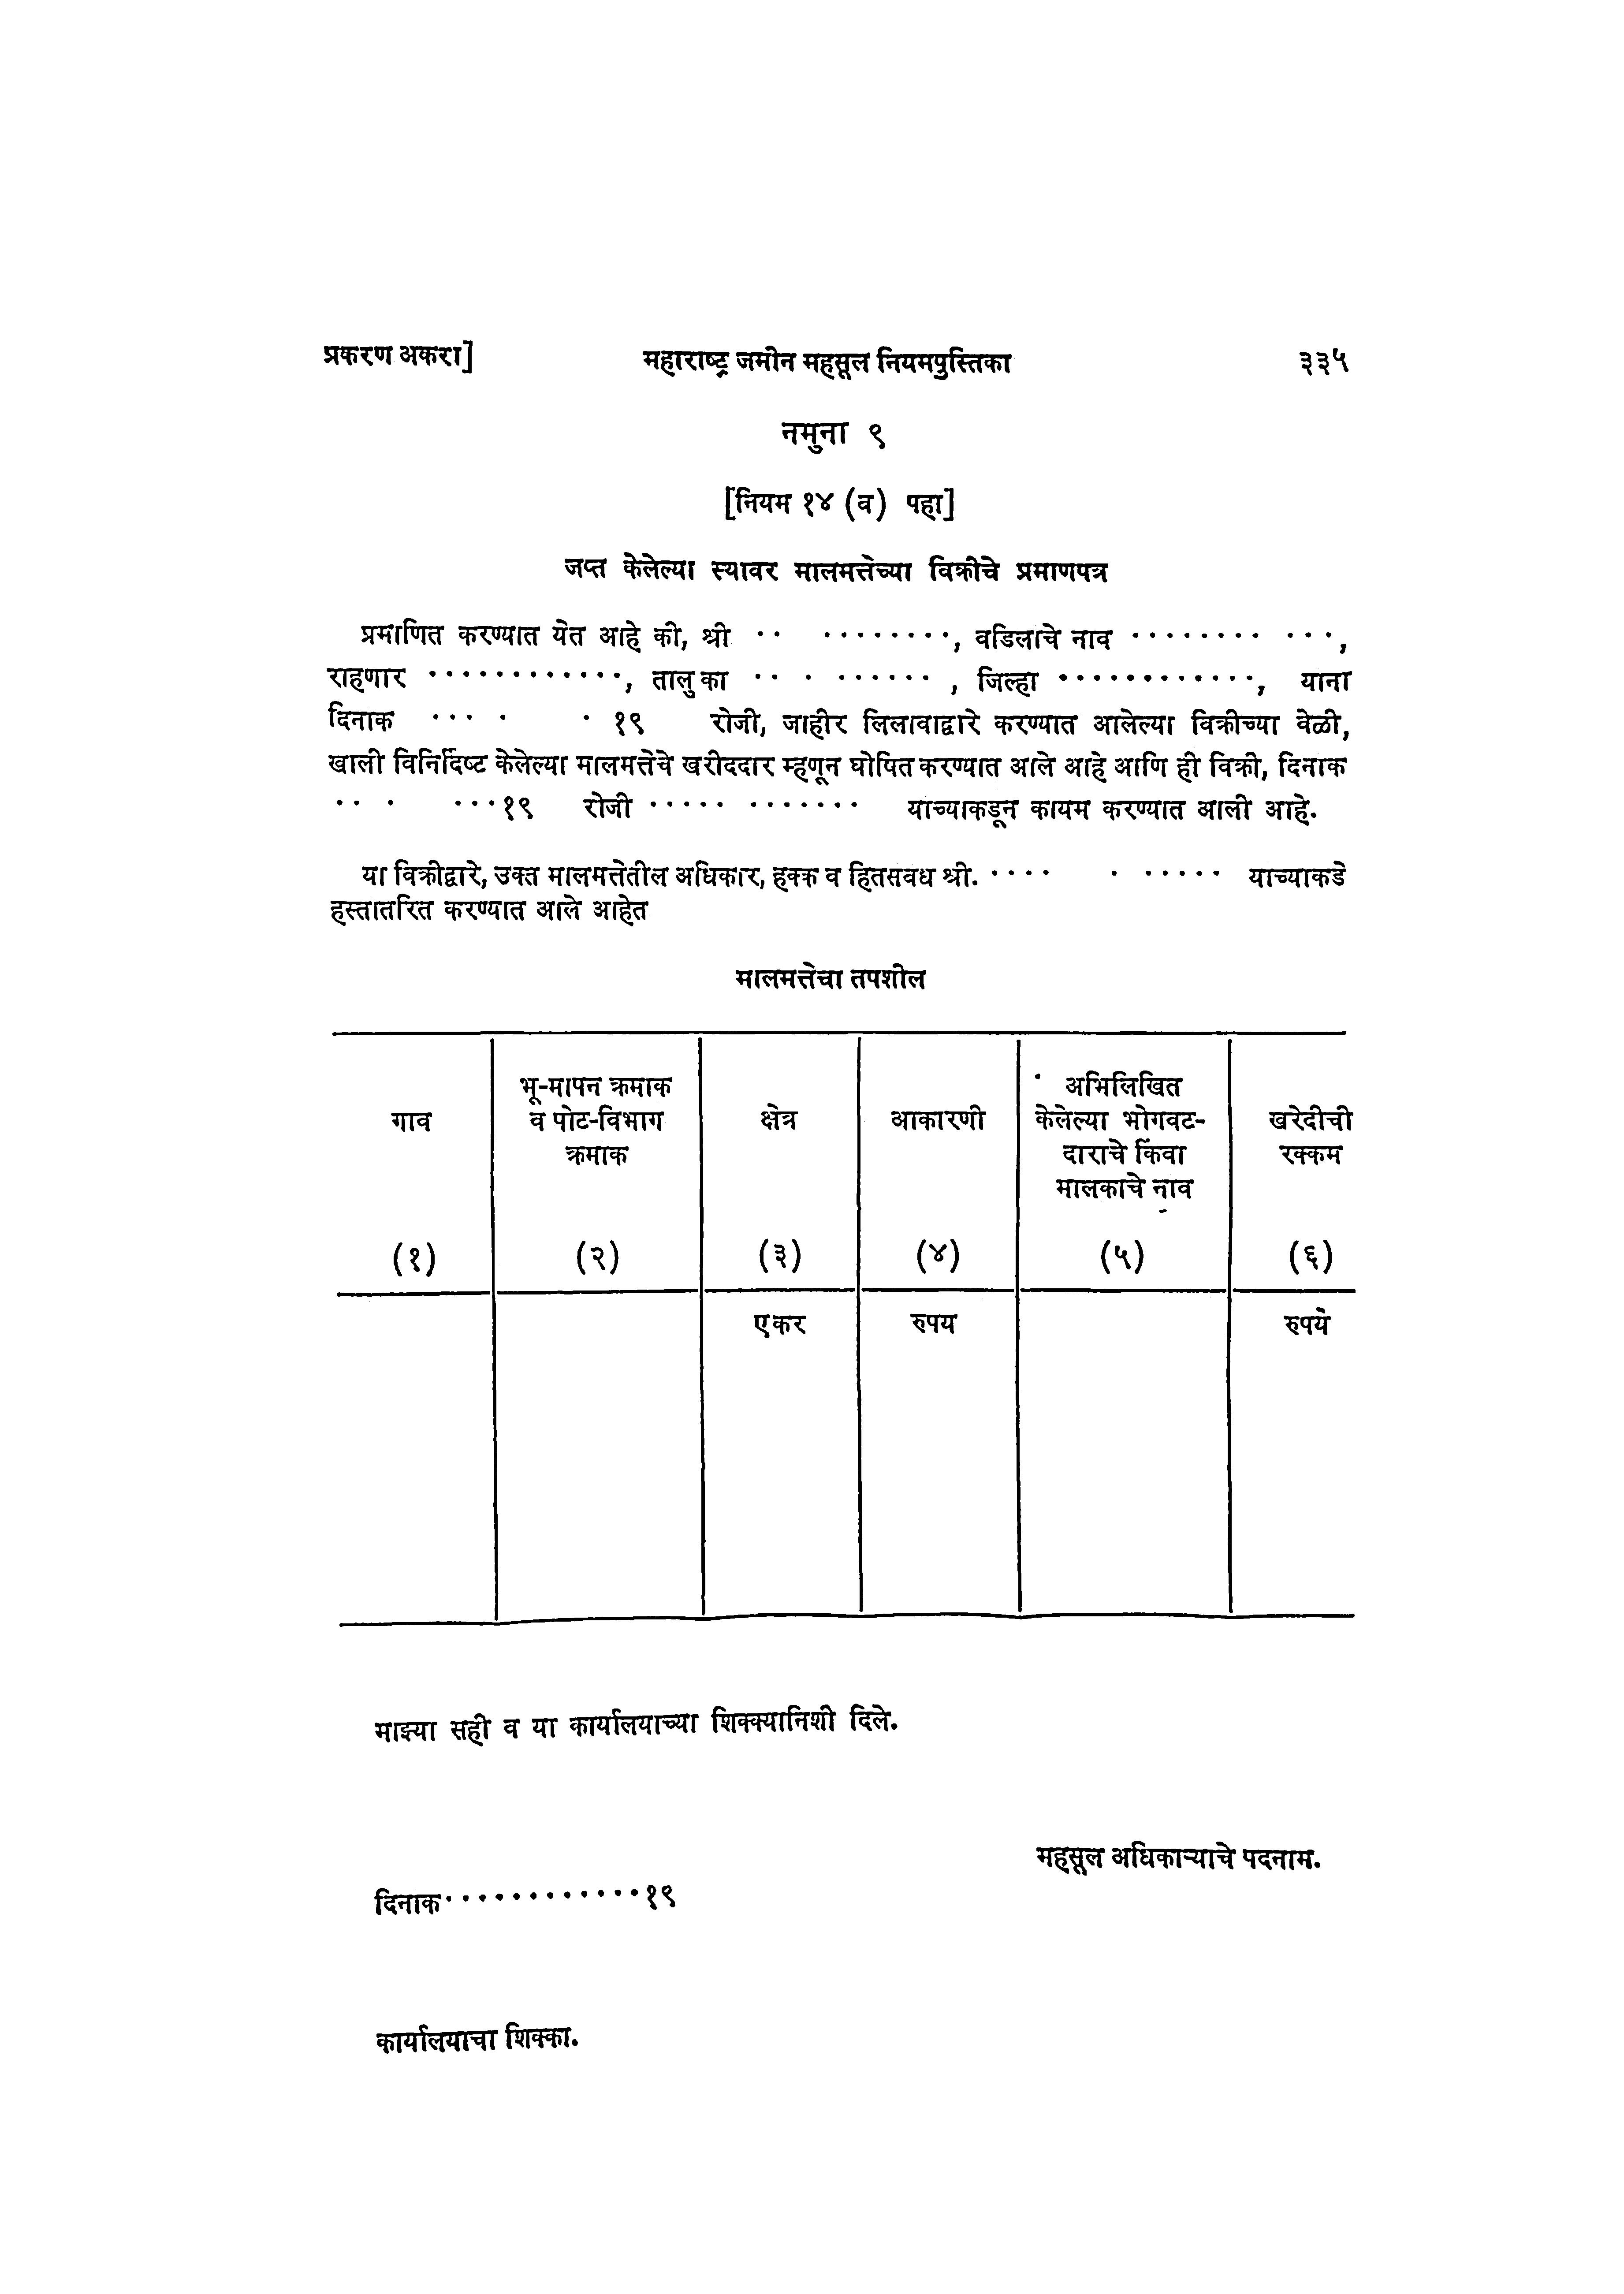 प्रकरण अकरा] महाराष्ट्र जमीन महसूल नियमपुस्तिका ३३५
नमुना ९
[नियम १४ (व) पहा]
जप्त केलेल्या स्थावर मालमत्तेच्या विक्रीचे प्रमाणपत्र
प्रमाणित करण्यात येत आहे की, श्री ·· ········, वडिलाचे नाव ········ ···,
राहणार ············, तालुका ·· · ······ , जिल्हा ············, याना
दिनाक ··· · · १९ रोजी, जाहीर लिलावाद्वारे करण्यात आलेल्या विक्रीच्या वेळी,
खाली विनिर्दिष्ट केलेल्या मालमत्तेचे खरीददार म्हणून घोषित करण्यात आले आहे आणि ही विक्री, दिनाक
·· · ···१९ रोजी ····· ······· याच्याकडून कायम करण्यात आली आहे.
या विक्रीद्वारे, उक्त मालमत्तेतील अधिकार, हक्क व हितसवध श्री. ···· · ····· याच्याकडे
हस्तातरित करण्यात आले आहेत
मालमत्तेचा तपशील
भू-मापन क्रमाक अभिलिखित
गाव व पोट-विभाग क्षेत्र आकारणी केलेल्या भोगवट- खरेदीची
क्रमाक दाराचे किंवा रक्कम
मालकाचे नाव
(१) (२) (३) (४) (५) (६)
एकर रुपय रुपये
माझ्या सही व या कार्यालयाच्या शिक्क्यानिशी दिले.
महसूल अधिकाऱ्याचे पदनाम.
दिनाक············१९
कार्यालयाचा शिक्का.